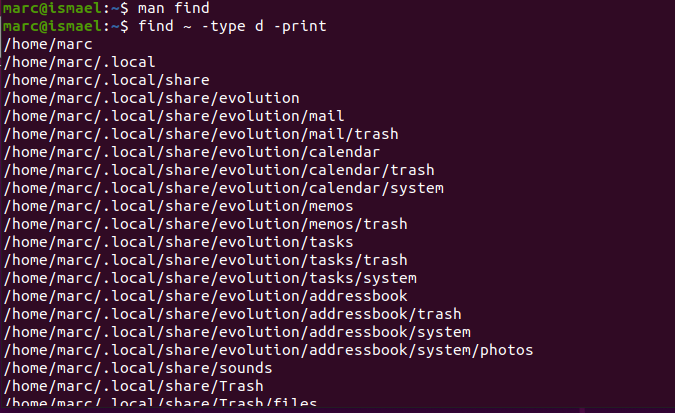 marc@ismael:~$ man find
marc@ismael:~$ find ~ -type d -print
/home/marc
/home/marc/.local
/home/marc/.local/share
/home/marc/.local/share/evolution
/home/marc/.local/share/evolution/mail
/home/marc/.local/share/evolution/mail/trash
/home/marc/.local/share/evolution/calendar
/home/marc/.local/share/evolution/calendar/trash
/home/marc/.local/share/evolution/calendar/system
/home/marc/.local/share/evolution/memos
/home/marc/.local/share/evolution/memos/trash
/home/marc/.local/share/evolution/tasks
/home/marc/.local/share/evolution/tasks/trash
/home/marc/.local/share/evolution/tasks/system
/home/marc/.local/share/evolution/addressbook
/home/marc/.local/share/evolution/addressbook/trash
/home/marc/.local/share/evolution/addressbook/system
/home/marc/.local/share/evolution/addressbook/system/photos
/home/marc/.local/share/sounds
/home/marc/.local/share/Trash
/home/marc/.local/share/Trash/files